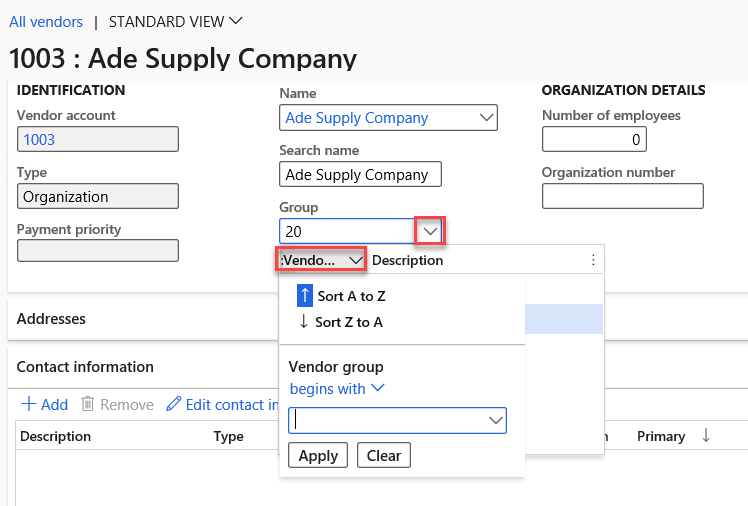 All vendors | STANDARD VIEW
1003 : Ade Supply Company
IDENTIFICATION
Vendor account
1003
Type
Organization
Payment priority
Name
Ade Supply Company
Search name
Ade Supply Company
Group
20
ORGANIZATION DETAILS
Number of employees
0
Organization number
Vendo... Description
↑ Sort A to Z
↓ Sort Z to A
Vendor group
begins with
Apply Clear
Addresses
Contact information
+ Add Remove Edit contact in
Description Type Primary ↓